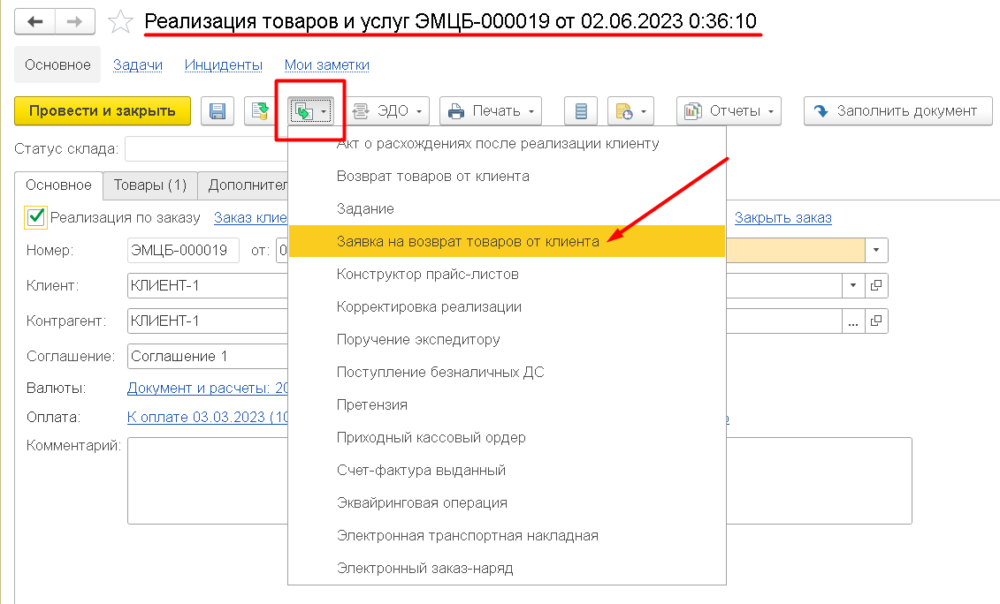 Реализация товаров и услуг ЭМЦБ-000019 от 02.06.2023 0:36:10
Основное Задачи Инциденты Мои заметки
Провести и закрыть ЭДО Печать Отчеты Заполнить документ
Статус склада:
Акт о расхождениях после реализации клиенту
Возврат товаров от клиента
Задание
Заявка на возврат товаров от клиента
Конструктор прайс-листов
Корректировка реализации
Поручение экспедитору
Поступление безналичных ДС
Претензия
Приходный кассовый ордер
Счет-фактура выданный
Эквайринговая операция
Электронная транспортная накладная
Электронный заказ-наряд
Основное Товары (1) Дополнител
Реализация по заказу Заказ клие Закрыть заказ
Номер: ЭМЦБ-000019 от: 0
Клиент: КЛИЕНТ-1
Контрагент: КЛИЕНТ-1 ...
Соглашение: Соглашение 1
Валюты: Документ и расчеты: 20
Оплата: К оплате 03.03.2023 (10
Комментарий: